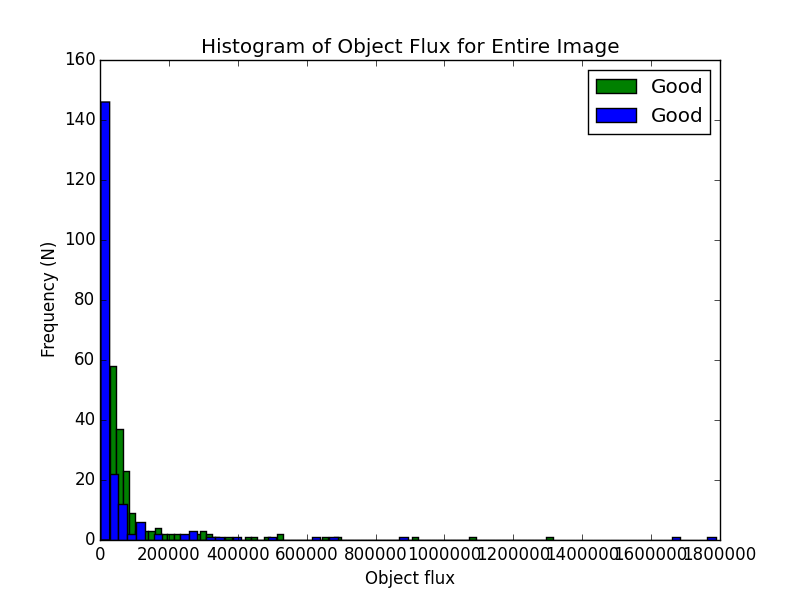 Histogram of Object Flux for Entire Image
Good
Good
160
140
120
100
80
60
40
20
0
Frequency (N)
0 200000 400000 600000 800000 1000000 1200000 1400000 1600000 1800000
Object flux